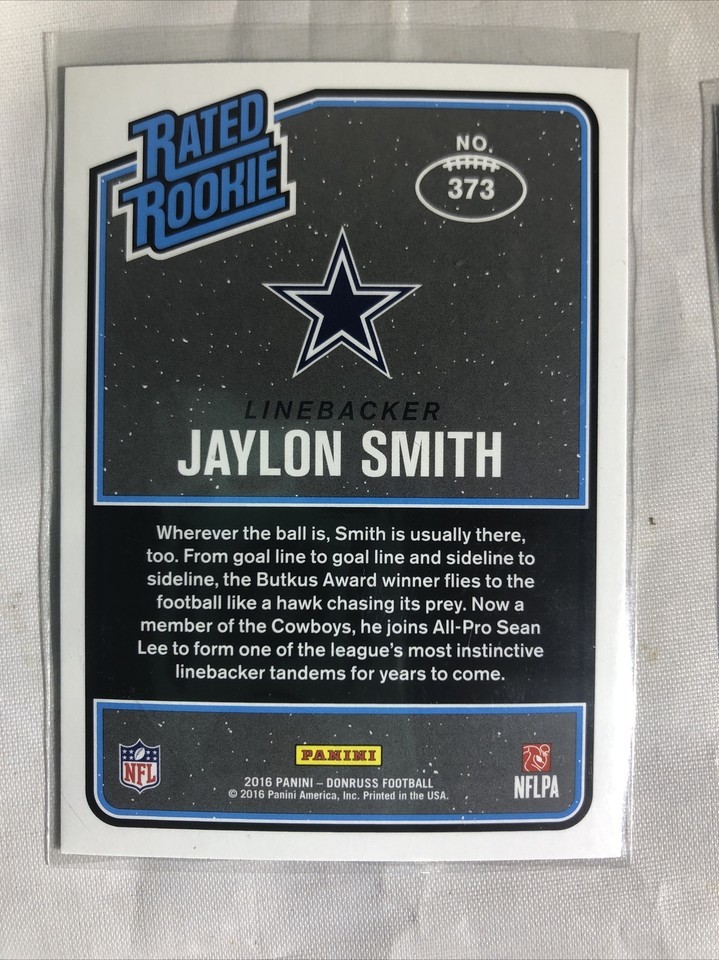 RATED
ROOKIE
NO.
373
LINEBACKER
JAYLON SMITH
Wherever the ball is, Smith is usually there,
too. From goal line to goal line and sideline to
sideline, the Butkus Award winner flies to the
football like a hawk chasing its prey. Now a
member of the Cowboys, he joins All-Pro Sean
Lee to form one of the league's most instinctive
linebacker tandems for years to come.
NFL
PANINI
NFLPA
2016 PANINI – DONRUSS FOOTBALL
© 2016 Panini America, Inc. Printed in the USA.